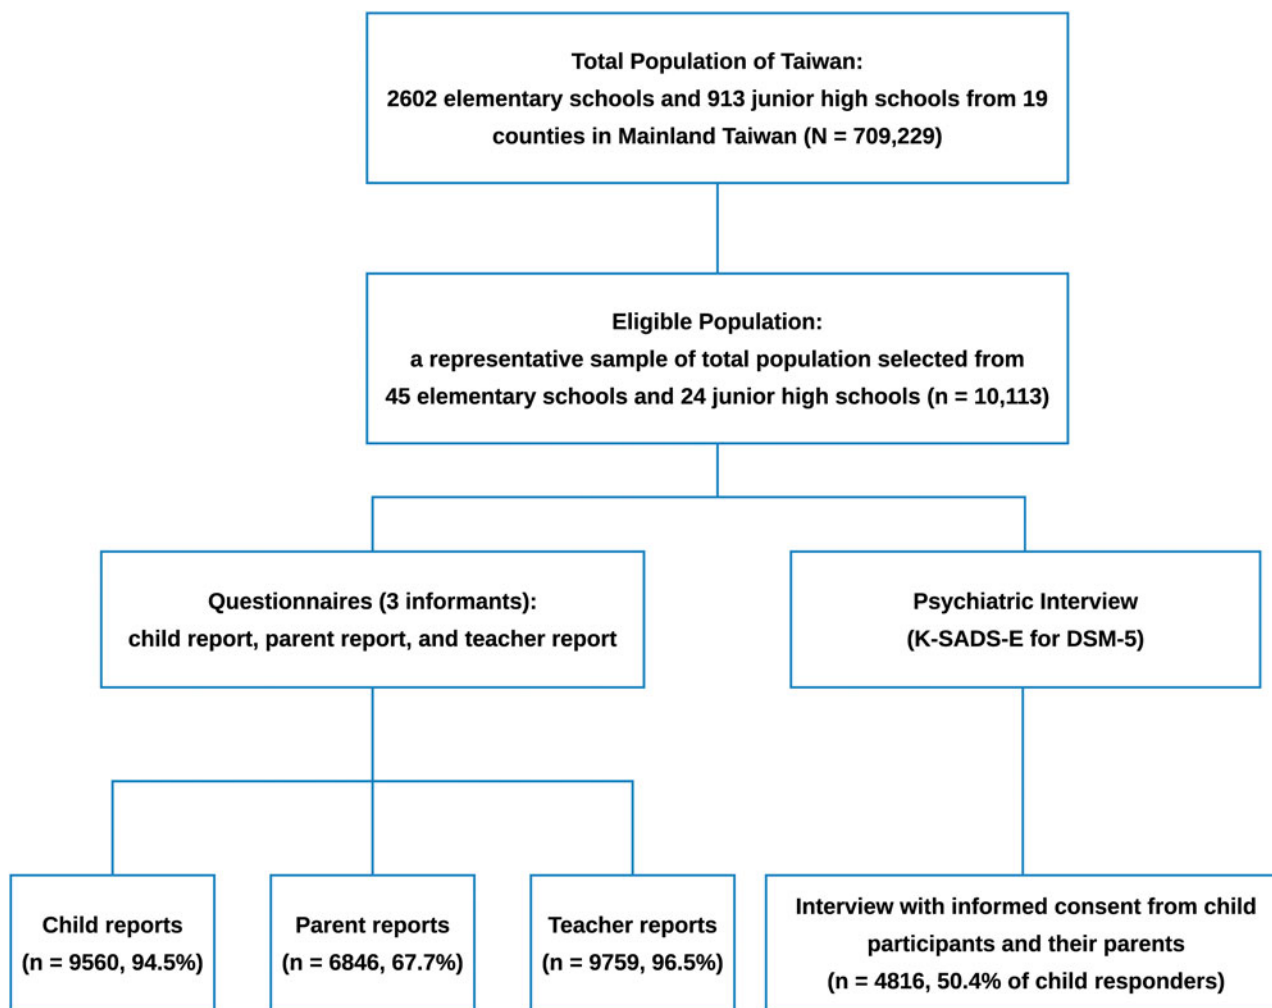 Total Population of Taiwan:
2602 elementary schools and 913 junior high schools from 19
counties in Mainland Taiwan (N = 709,229)
Eligible Population:
a representative sample of total population selected from
45 elementary schools and 24 junior high schools (n = 10,113)
Questionnaires (3 informants):
child report, parent report, and teacher report
Psychiatric Interview
(K-SADS-E for DSM-5)
Child reports
(n = 9560, 94.5%)
Parent reports
(n = 6846, 67.7%)
Teacher reports
(n = 9759, 96.5%)
Interview with informed consent from child
participants and their parents
(n = 4816, 50.4% of child responders)